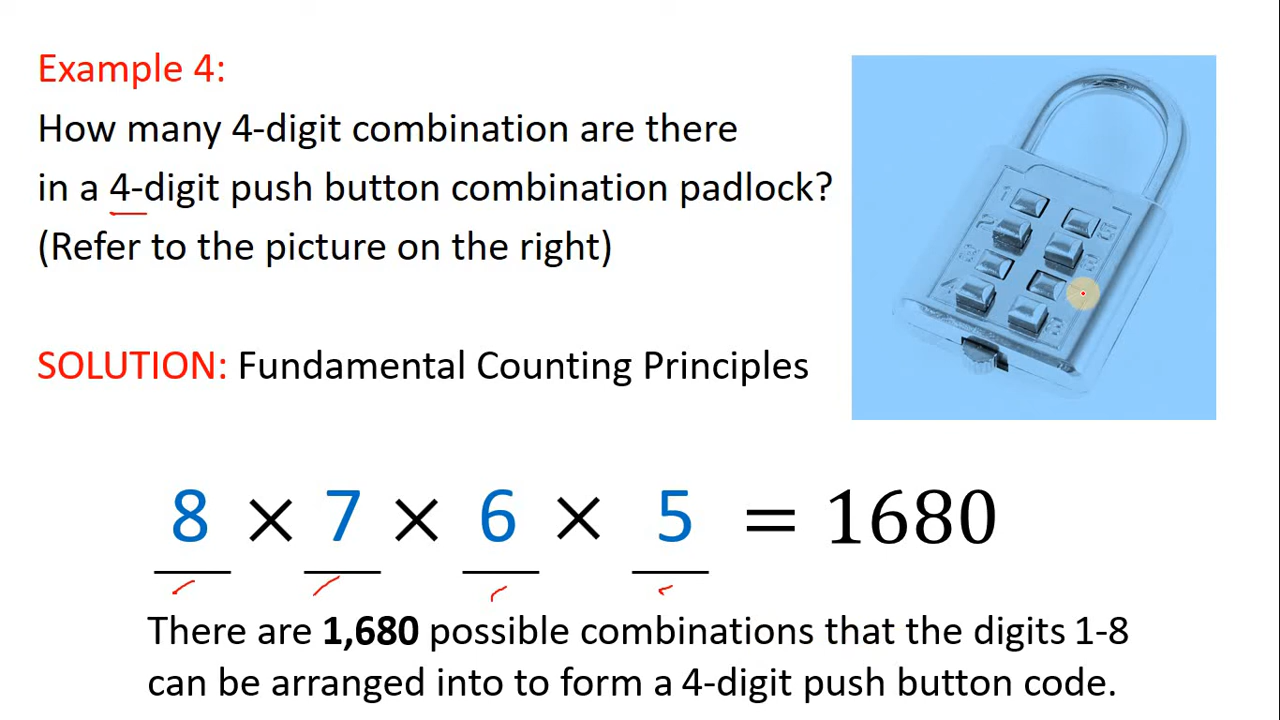 Example 4:
How many 4-digit combination are there
in a 4-digit push button combination padlock?
(Refer to the picture on the right)
SOLUTION: Fundamental Counting Principles
8 × 7 × 6 × 5 = 1680
There are 1,680 possible combinations that the digits 1-8
can be arranged into to form a 4-digit push button code.